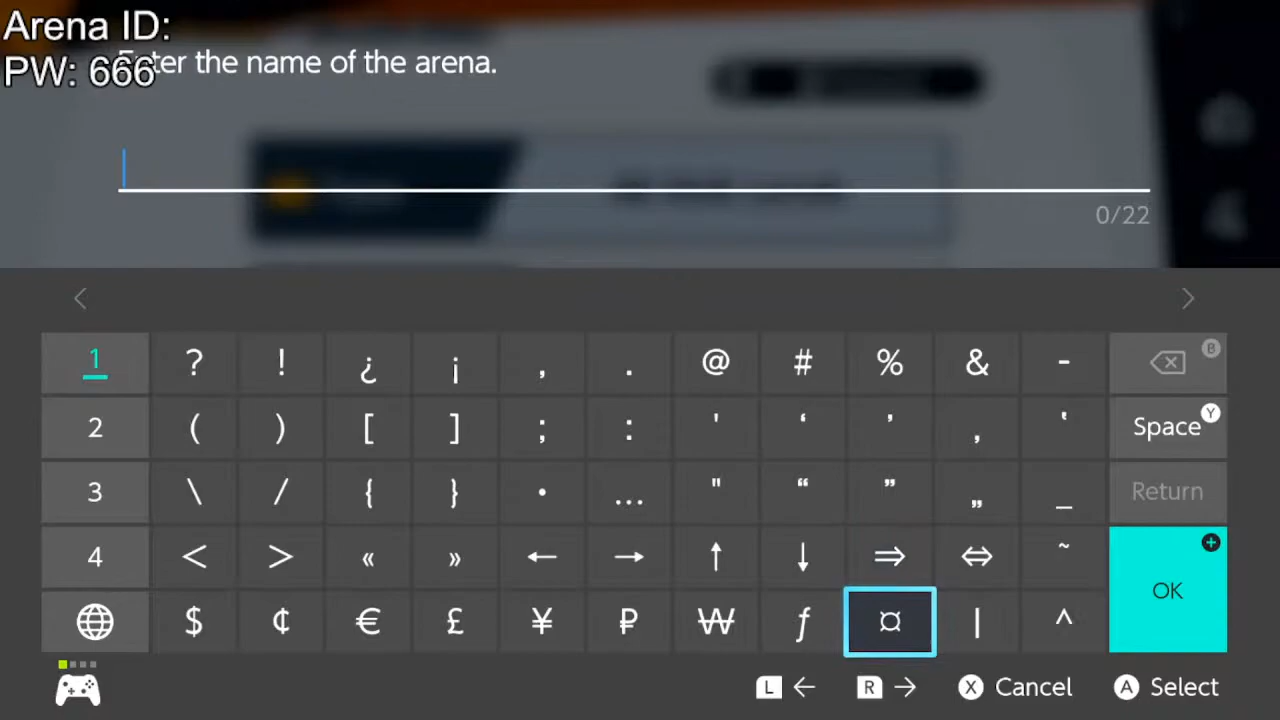 Arena ID:
PW: 666
Enter the name of the arena.
0/22
< >
1 ? ! ¿ ¡ , . @ # % & - B
2 ( ) [ ] ; : ' ‘ ’ ‚ ‛ Space Y
3 \ / { } • … " “ ” „ _ Return
4 < > « » ← → ↑ ↓ ⇒ ⇔ ~ +
OK
$ ¢ € £ ¥ ₽ ₩ ƒ ¤ | ^
L ← R → X Cancel A Select